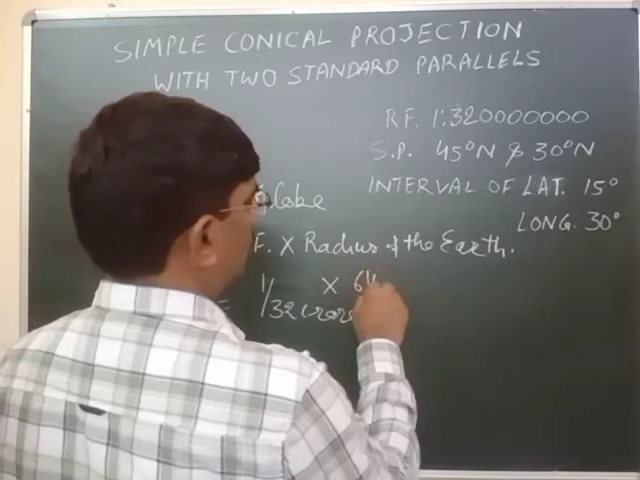 SIMPLE CONICAL PROJECTION
WITH TWO STANDARD PARALLELS
R.F. 1:320000000
S.P. 45°N & 30°N
INTERVAL OF LAT. 15°
LONG. 30°
Globe
F. X Radius of the Earth.
= 1/32 crore X 64